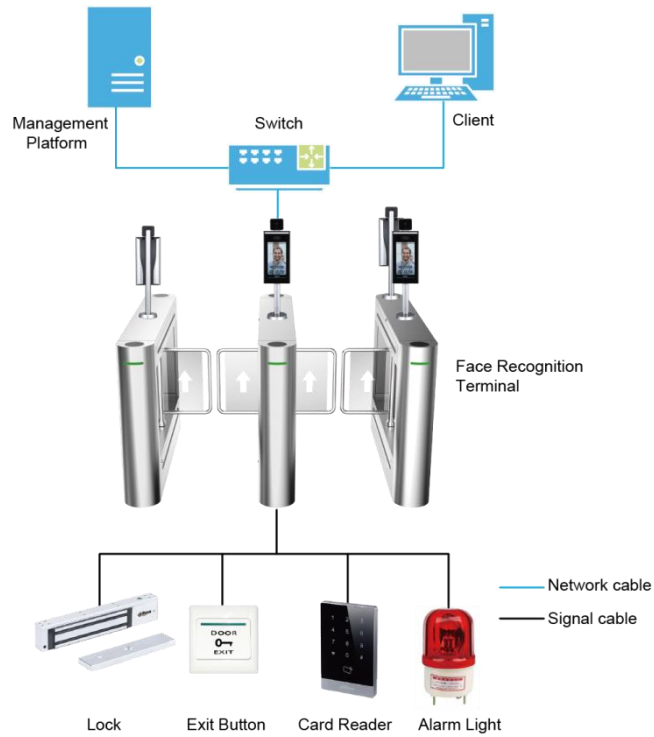 Management
Platform
Switch
Client
Face Recognition
Terminal
DOOR
EXIT
Network cable
Signal cable
Lock
Exit Button
Card Reader
Alarm Light